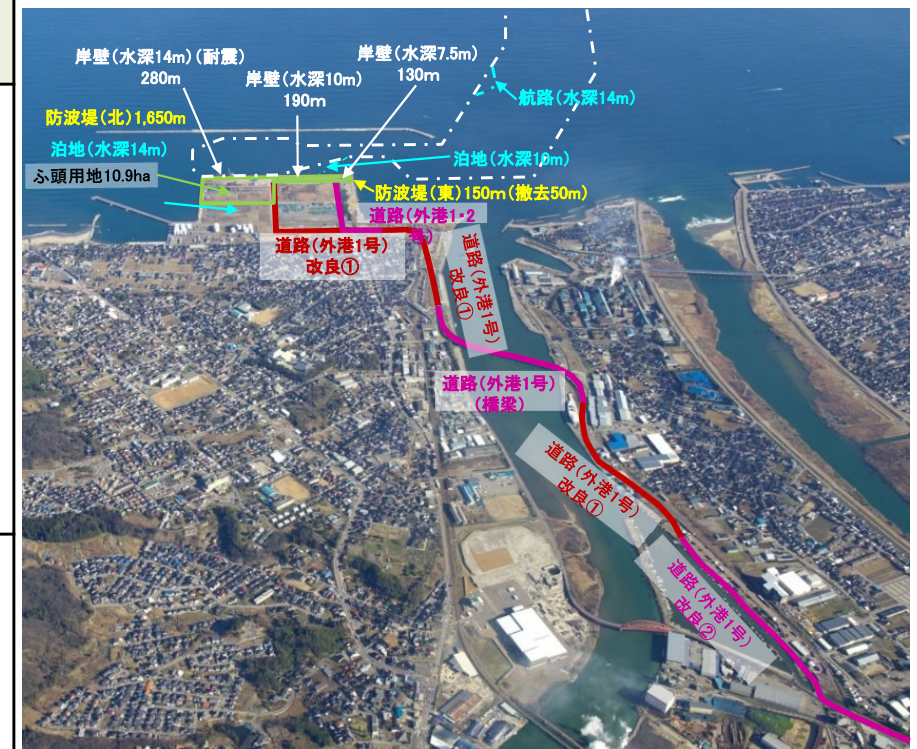 岸壁(水深14m)(耐震)
280m
岸壁(水深10m)
190m
岸壁(水深7.5m)
130m
航路(水深14m)
防波堤(北)1,650m
泊地(水深14m)
泊地(水深10m)
ふ頭用地10.9ha
防波堤(東)150m(撤去50m)
道路(外港1・2
号)
道路(外港1号)
改良①
道路(外港1号)
改良①
道路(外港1号)
(橋梁)
道路(外港1号)
改良①
道路(外港1号)
改良②